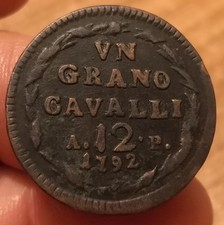 VN
GRANO
CAVALLI
A. 12 · P.
1792